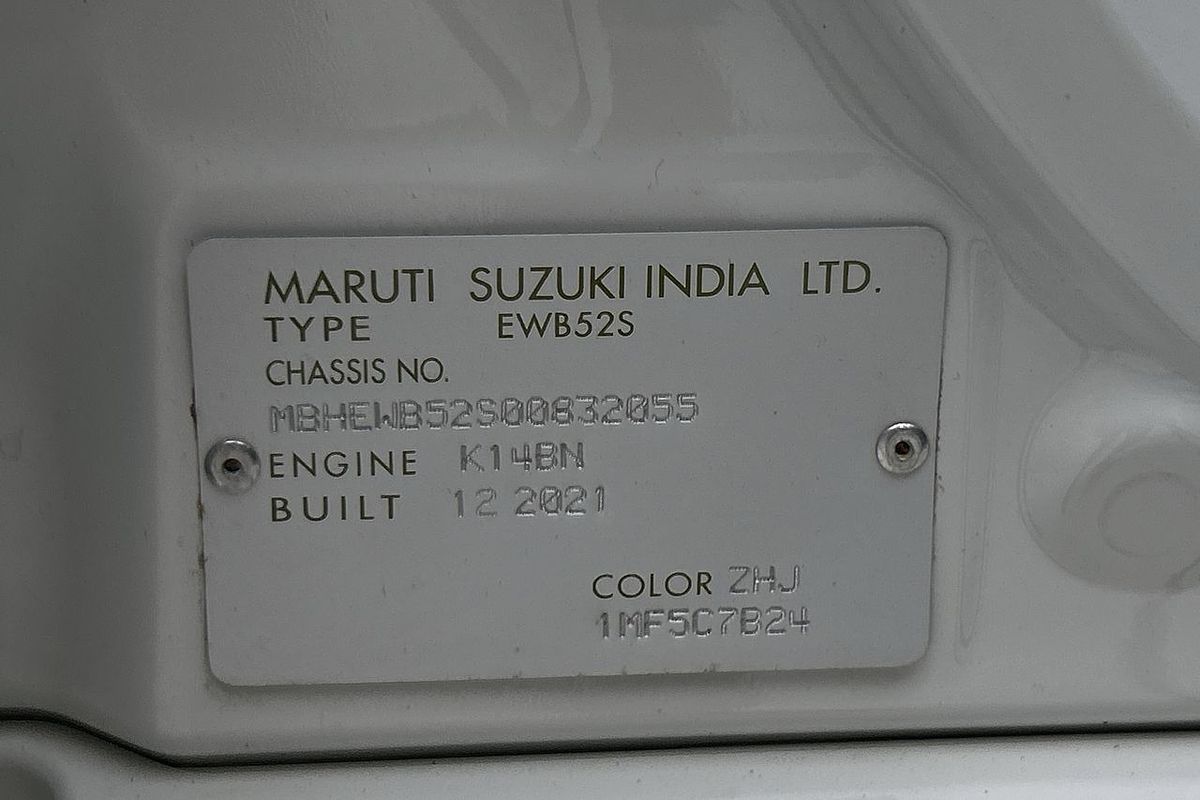 MARUTI SUZUKI INDIA LTD.
TYPE EWB52S
CHASSIS NO.
MBHEWB52S00832055
ENGINE K14BN
BUILT 12 2021
COLOR ZHJ
1MF5C7B24